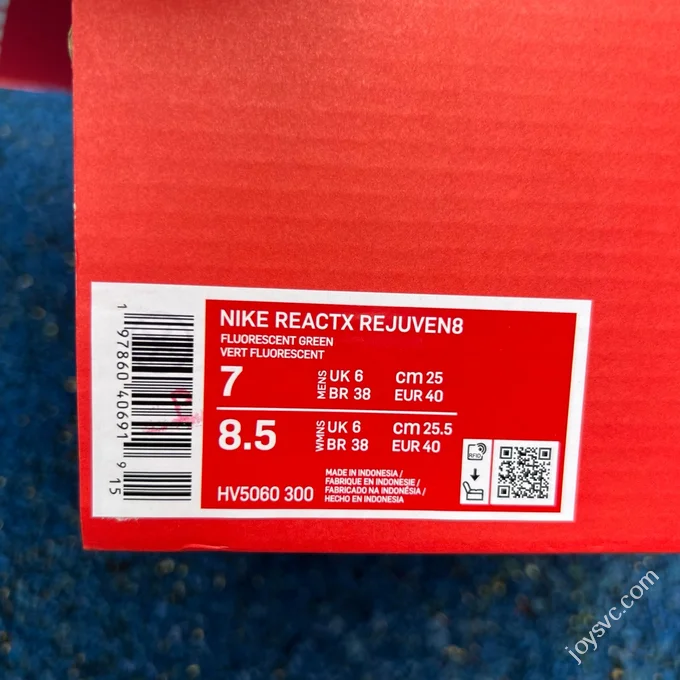 NIKE REACTX REJUVEN8
FLUORESCENT GREEN
VERT FLUORESCENT
7 MENS UK 6 cm 25
BR 38 EUR 40
8.5 WMNS UK 6 cm 25.5
BR 38 EUR 40
HV5060 300
MADE IN INDONESIA /
FABRIQUE EN INDONESIE /
FABRICADO NA INDONÉSIA /
HECHO EN INDONESIA
RFID
1 97860 40691 9 15
joysvc.com